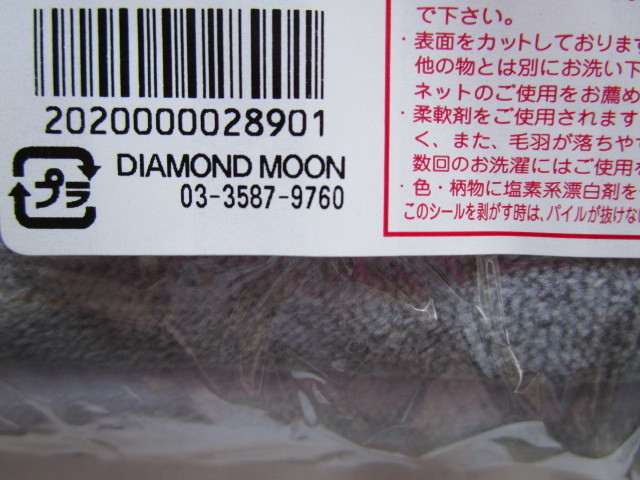 2020000028901
プラ
DIAMOND MOON
03-3587-9760
で下さい。
・表面をカットしております
他の物とは別にお洗い下
ネットのご使用をお薦め
・柔軟剤をご使用されます
く、また、毛羽が落ちやす
数回のお洗濯にはご使用を
・色・柄物に塩素系漂白剤を
このシールを剥がす時は、パイルが抜けない